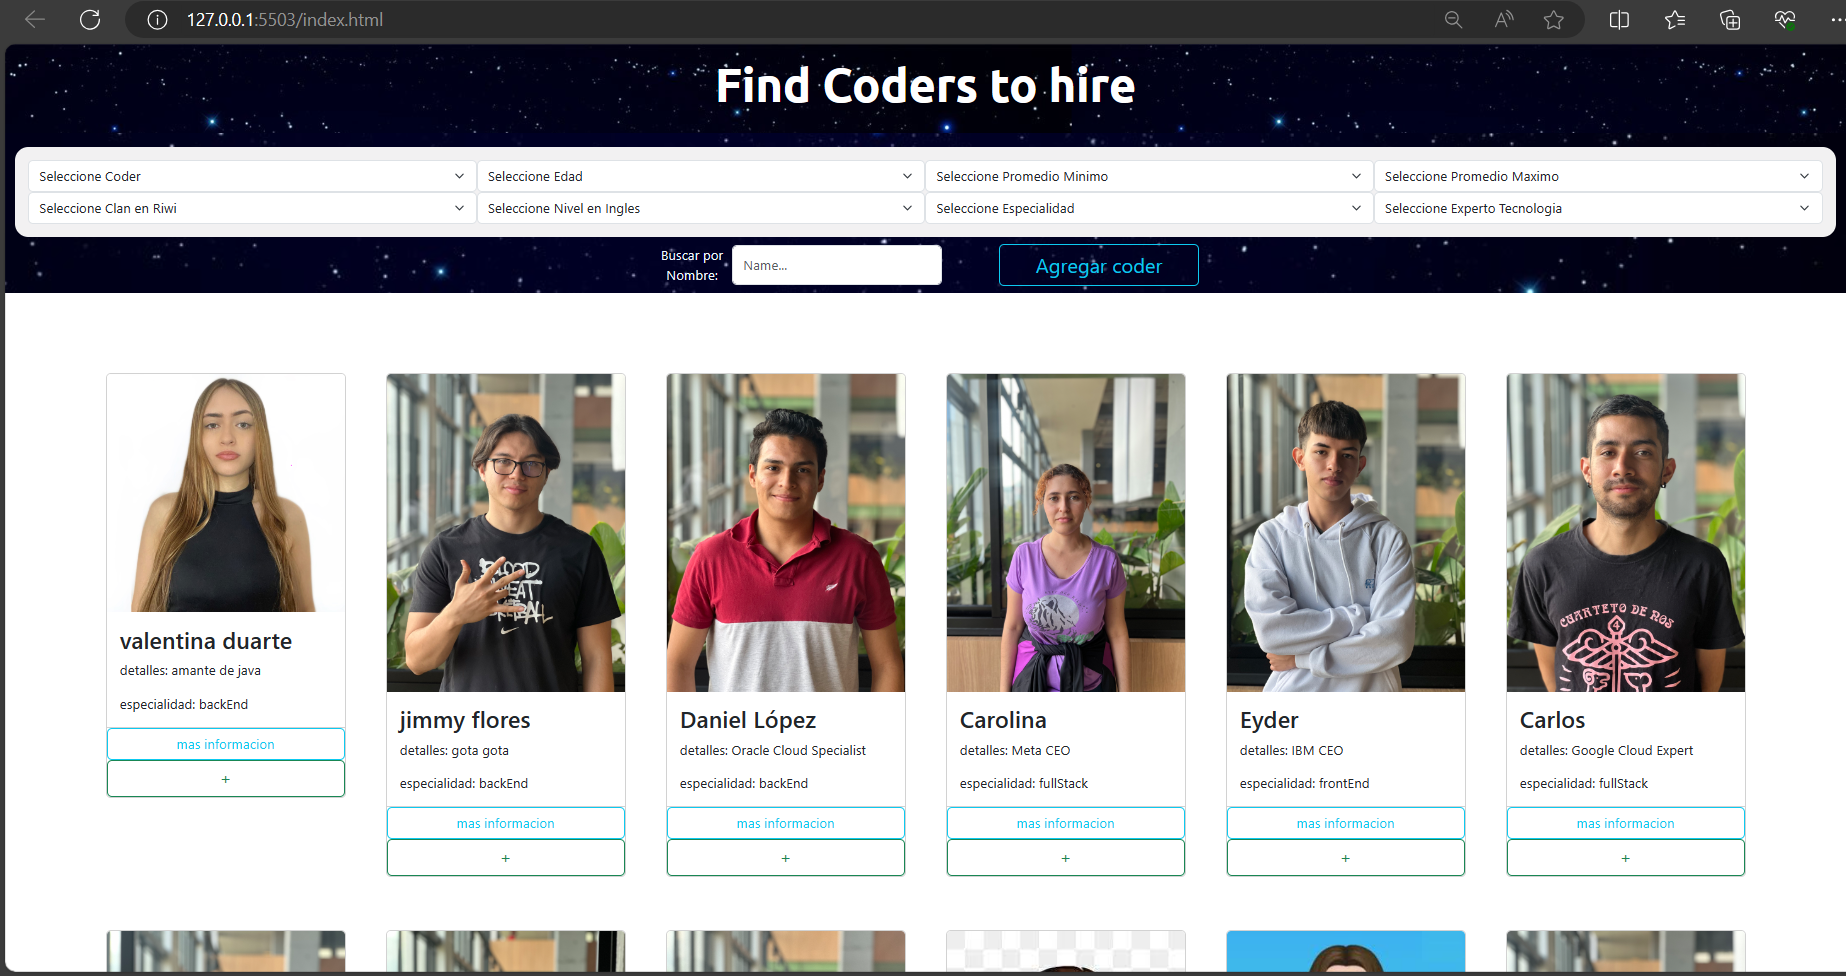 127.0.0.1:5503/index.html
Find Coders to hire
Seleccione Coder
Seleccione Edad
Seleccione Promedio Minimo
Seleccione Promedio Maximo
Seleccione Clan en Riwi
Seleccione Nivel en Ingles
Seleccione Especialidad
Seleccione Experto Tecnologia
Buscar por
Nombre:
Name...
Agregar coder
BLOOD
CUARTETO DE NOS
valentina duarte
detalles: amante de java
especialidad: backEnd
mas informacion
+
jimmy flores
detalles: gota gota
especialidad: backEnd
mas informacion
+
Daniel López
detalles: Oracle Cloud Specialist
especialidad: backEnd
mas informacion
+
Carolina
detalles: Meta CEO
especialidad: fullStack
mas informacion
+
Eyder
detalles: IBM CEO
especialidad: frontEnd
mas informacion
+
Carlos
detalles: Google Cloud Expert
especialidad: fullStack
mas informacion
+